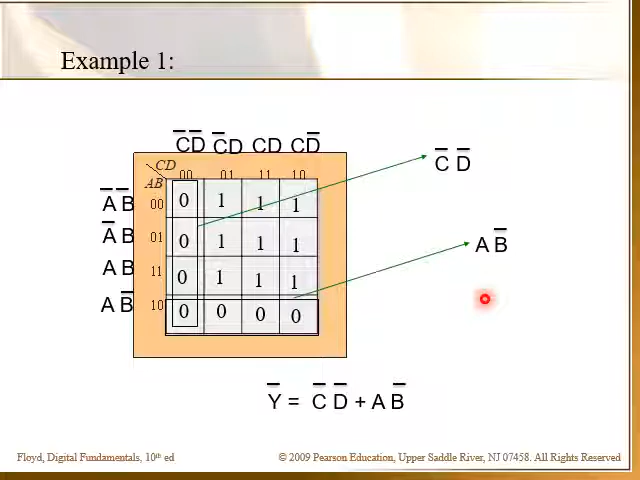 Example 1:
C̅D̅ C̅D CD CD̅
CD
AB 00 01 11 10
A̅ B̅ 00 0 1 1 1
A̅ B 01 0 1 1 1
A B 11 0 1 1 1
A B̅ 10 0 0 0 0
C̅ D̅
A B̅
Y̅ = C̅ D̅ + A B̅
Floyd, Digital Fundamentals, 10th ed
© 2009 Pearson Education, Upper Saddle River, NJ 07458. All Rights Reserved